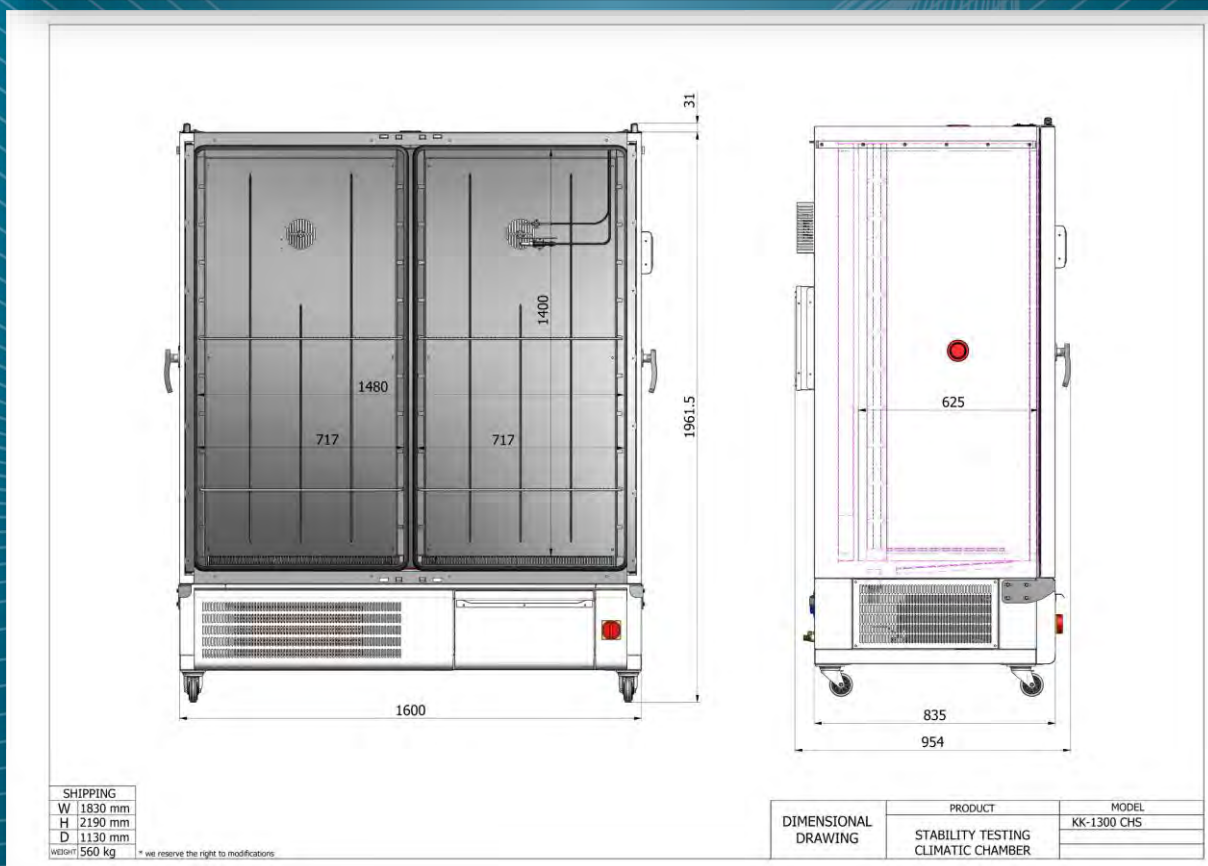 31
1400
1480
717
717
1961.5
1600
625
835
954
SHIPPING
W 1830 mm
H 2190 mm
D 1130 mm
WEIGHT 560 kg
* we reserve the right to modifications
DIMENSIONAL
DRAWING
PRODUCT
STABILITY TESTING
CLIMATIC CHAMBER
MODEL
KK-1300 CHS